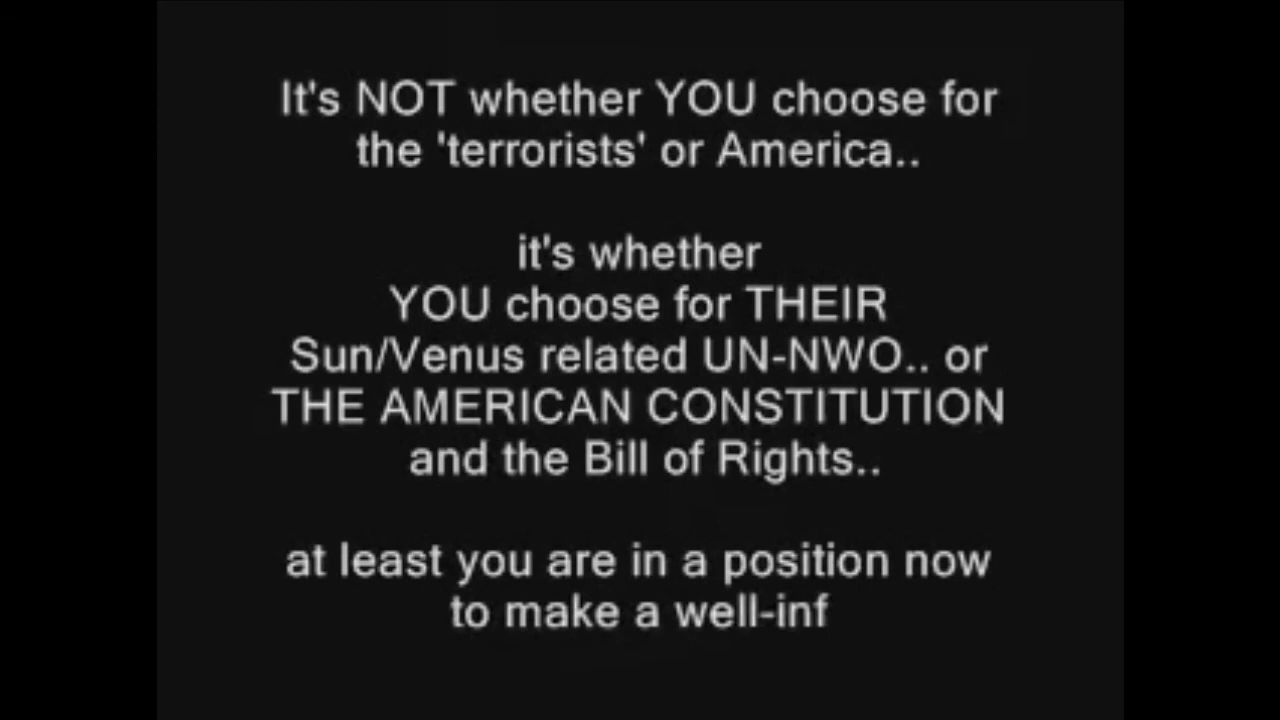 It's NOT whether YOU choose for
the 'terrorists' or America..
it's whether
YOU choose for THEIR
Sun/Venus related UN-NWO.. or
THE AMERICAN CONSTITUTION
and the Bill of Rights..
at least you are in a position now
to make a well-inf